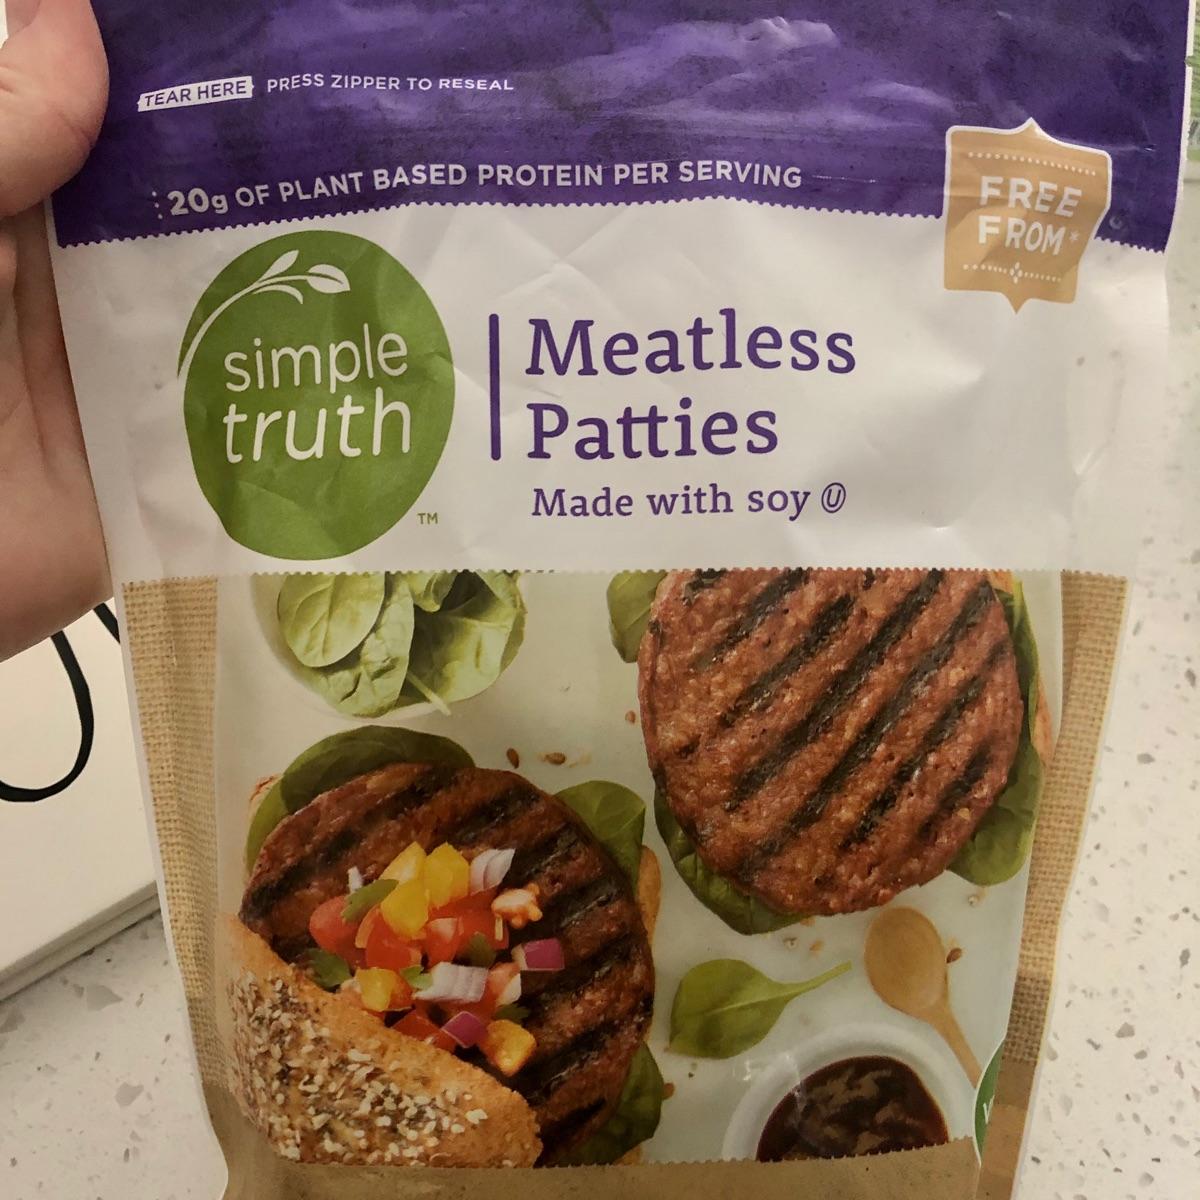 TEAR HERE PRESS ZIPPER TO RESEAL
20g OF PLANT BASED PROTEIN PER SERVING
FREE
FROM*
simple
truth
TM
Meatless
Patties
Made with soy Ⓤ